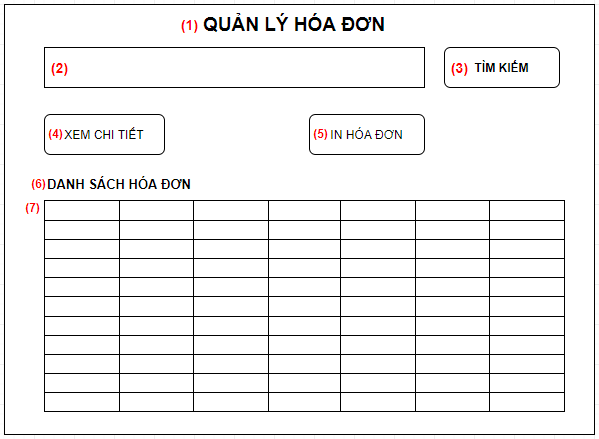 (1) QUẢN LÝ HÓA ĐƠN
(2)
(3) TÌM KIẾM
(4) XEM CHI TIẾT
(5) IN HÓA ĐƠN
(6) DANH SÁCH HÓA ĐƠN
(7)